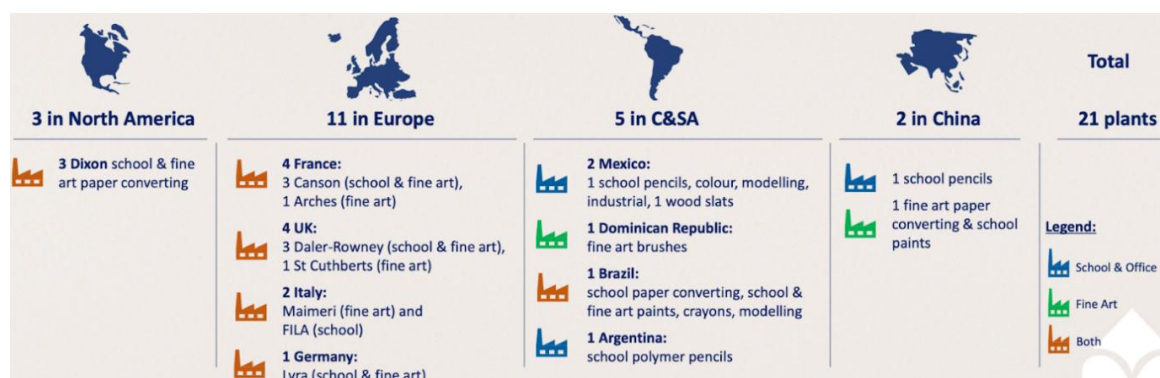 3 in North America
3 Dixon school & fine
art paper converting
11 in Europe
4 France:
3 Canson (school & fine art),
1 Arches (fine art)
4 UK:
3 Daler-Rowney (school & fine art),
1 St Cuthberts (fine art)
2 Italy:
Maimeri (fine art) and
FILA (school)
1 Germany:
Lyra (school & fine art)
5 in C&SA
2 Mexico:
1 school pencils, colour, modelling,
industrial, 1 wood slats
1 Dominican Republic:
fine art brushes
1 Brazil:
school paper converting, school &
fine art paints, crayons, modelling
1 Argentina:
school polymer pencils
2 in China
1 school pencils
1 fine art paper
converting & school
paints
Total
21 plants
Legend:
School & Office
Fine Art
Both